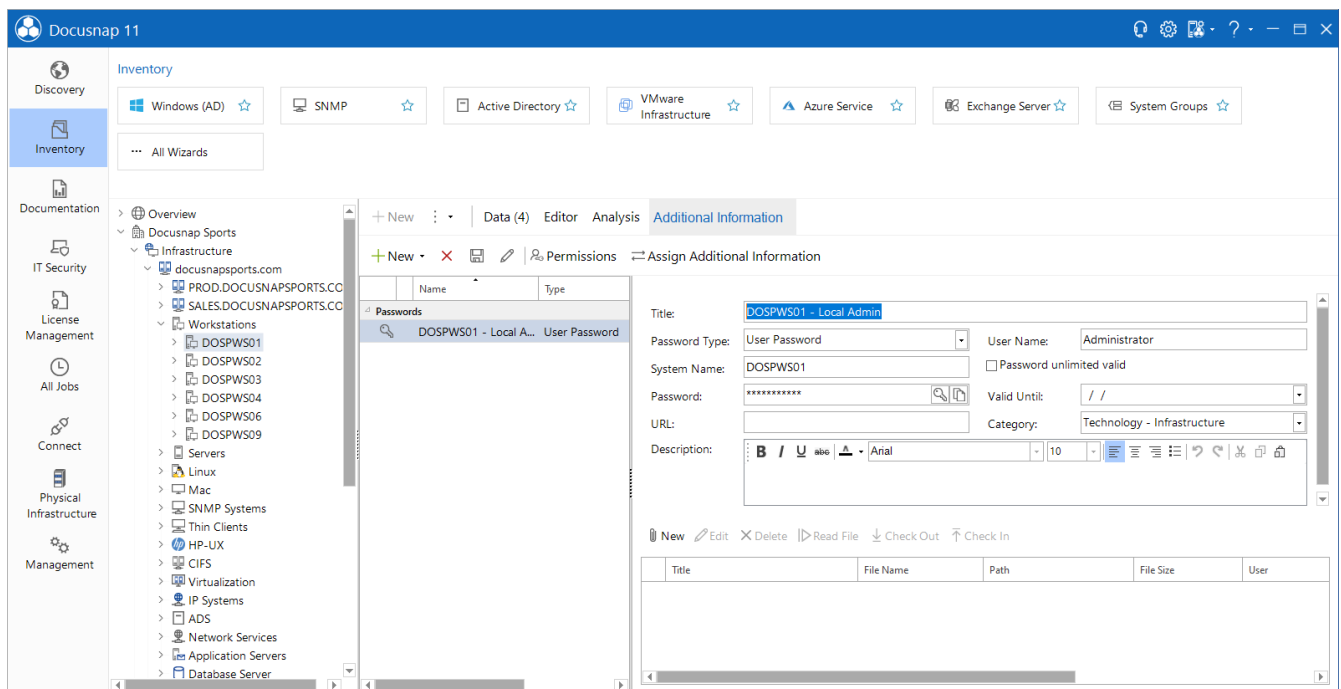 Docusnap 11
Discovery
Inventory
Documentation
IT Security
License
Management
All Jobs
Connect
Physical
Infrastructure
Management
Inventory
Windows (AD)
SNMP
Active Directory
VMware
Infrastructure
Azure Service
Exchange Server
System Groups
All Wizards
Overview
Docusnap Sports
Infrastructure
docusnapsports.com
PROD.DOCUSNAPSPORTS.CO
SALES.DOCUSNAPSPORTS.CO
Workstations
DOSPWS01
DOSPWS02
DOSPWS03
DOSPWS04
DOSPWS06
DOSPWS09
Servers
Linux
Mac
SNMP Systems
Thin Clients
HP-UX
CIFS
Virtualization
IP Systems
ADS
Network Services
Application Servers
Database Server
New Data (4) Editor Analysis Additional Information
New Permissions Assign Additional Information
Name Type
Passwords
DOSPWS01 - Local A... User Password
Title: DOSPWS01 - Local Admin
Password Type: User Password User Name: Administrator
System Name: DOSPWS01 Password unlimited valid
Password: *********** Valid Until: / /
URL: Category: Technology - Infrastructure
Description: B I U abc A Arial 10
New Edit Delete Read File Check Out Check In
Title File Name Path File Size User